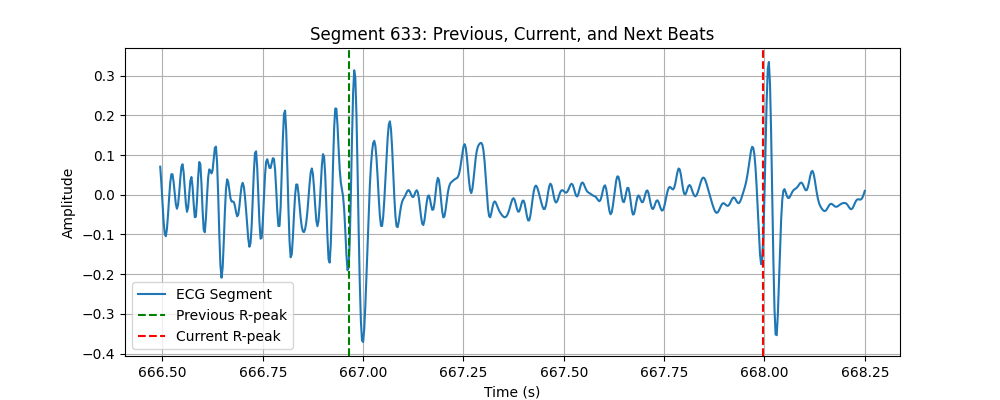 Segment 633: Previous, Current, and Next Beats
0.3
0.2
0.1
0.0
−0.1
−0.2
−0.3
−0.4
Amplitude
ECG Segment
Previous R-peak
Current R-peak
666.50 666.75 667.00 667.25 667.50 667.75 668.00 668.25
Time (s)